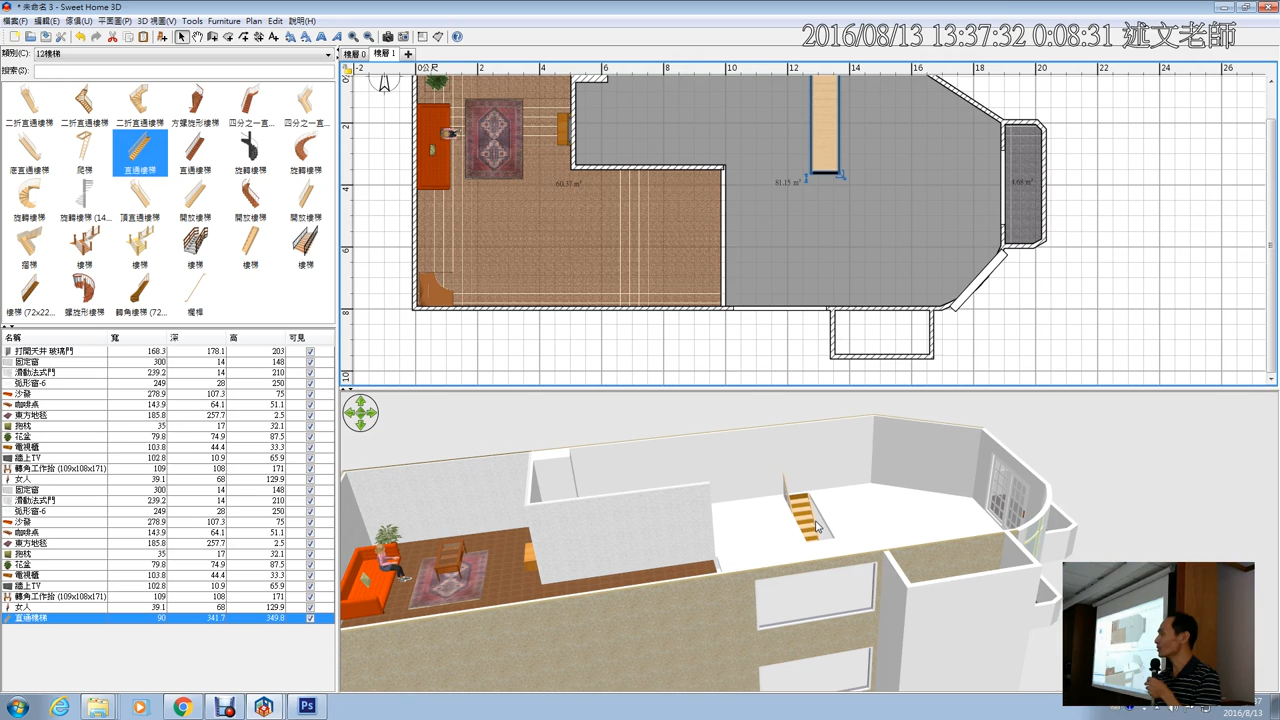 * 未命名 3 - Sweet Home 3D
檔案(F) 編輯(E) 傢俱(U) 平面圖(P) 3D 視圖(V) Tools Furniture Plan Edit 說明(H)
2016/08/13 13:37:32 0:08:31 述文老師
類別(C): 12樓梯
搜索(S):
二折直通樓梯 二折直通樓梯 二折直通樓梯 方螺旋形樓梯 四分之一直... 四分之一直...
底直通樓梯 爬梯 直通樓梯 直通樓梯 旋轉樓梯 旋轉樓梯
旋轉樓梯 旋轉樓梯 (14... 頂直通樓梯 開放樓梯 開放樓梯 開放樓梯
摺梯 樓梯 樓梯 樓梯 樓梯 樓梯
樓梯 (72x22... 螺旋形樓梯 轉角樓梯 (72... 欄桿
名稱 寬 深 高 可見
打開天井 玻璃門 168.3 178.1 203
固定窗 300 14 148
滑動法式門 239.2 14 210
弧形窗-6 249 28 250
沙發 278.9 107.3 75
咖啡桌 143.9 64.1 51.1
東方地毯 185.8 257.7 2.5
抱枕 35 17 32.1
花盆 79.8 74.9 87.5
電視櫃 103.8 44.4 33.3
牆上TV 102.8 10.9 65.9
轉角工作抬 (109x108x171) 109 108 171
女人 39.1 68 129.9
固定窗 300 14 148
滑動法式門 239.2 14 210
弧形窗-6 249 28 250
沙發 278.9 107.3 75
咖啡桌 143.9 64.1 51.1
東方地毯 185.8 257.7 2.5
抱枕 35 17 32.1
花盆 79.8 74.9 87.5
電視櫃 103.8 44.4 33.3
牆上TV 102.8 10.9 65.9
轉角工作抬 (109x108x171) 109 108 171
女人 39.1 68 129.9
直通樓梯 90 341.7 349.8
樓層 0 樓層 1
-2 0公尺 2 4 6 8 10 12 14 16 18 20 22 24 26
0
2
4
6
8
10
60.37 m²
81.15 m²
4.68 m²
Ps
2016/8/13